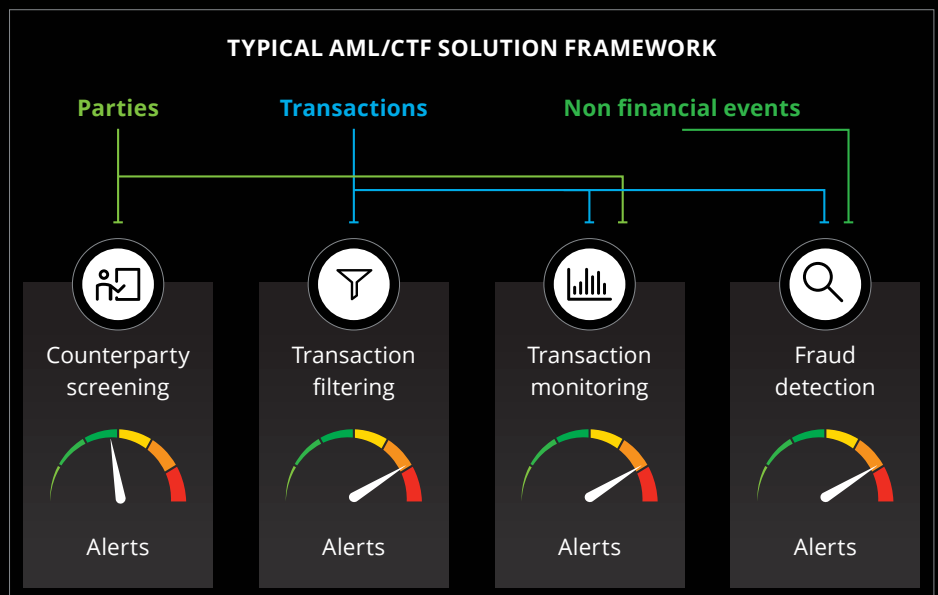 TYPICAL AML/CTF SOLUTION FRAMEWORK
Parties
Transactions
Non financial events
Counterparty
screening
Transaction
filtering
Transaction
monitoring
Fraud
detection
Alerts
Alerts
Alerts
Alerts